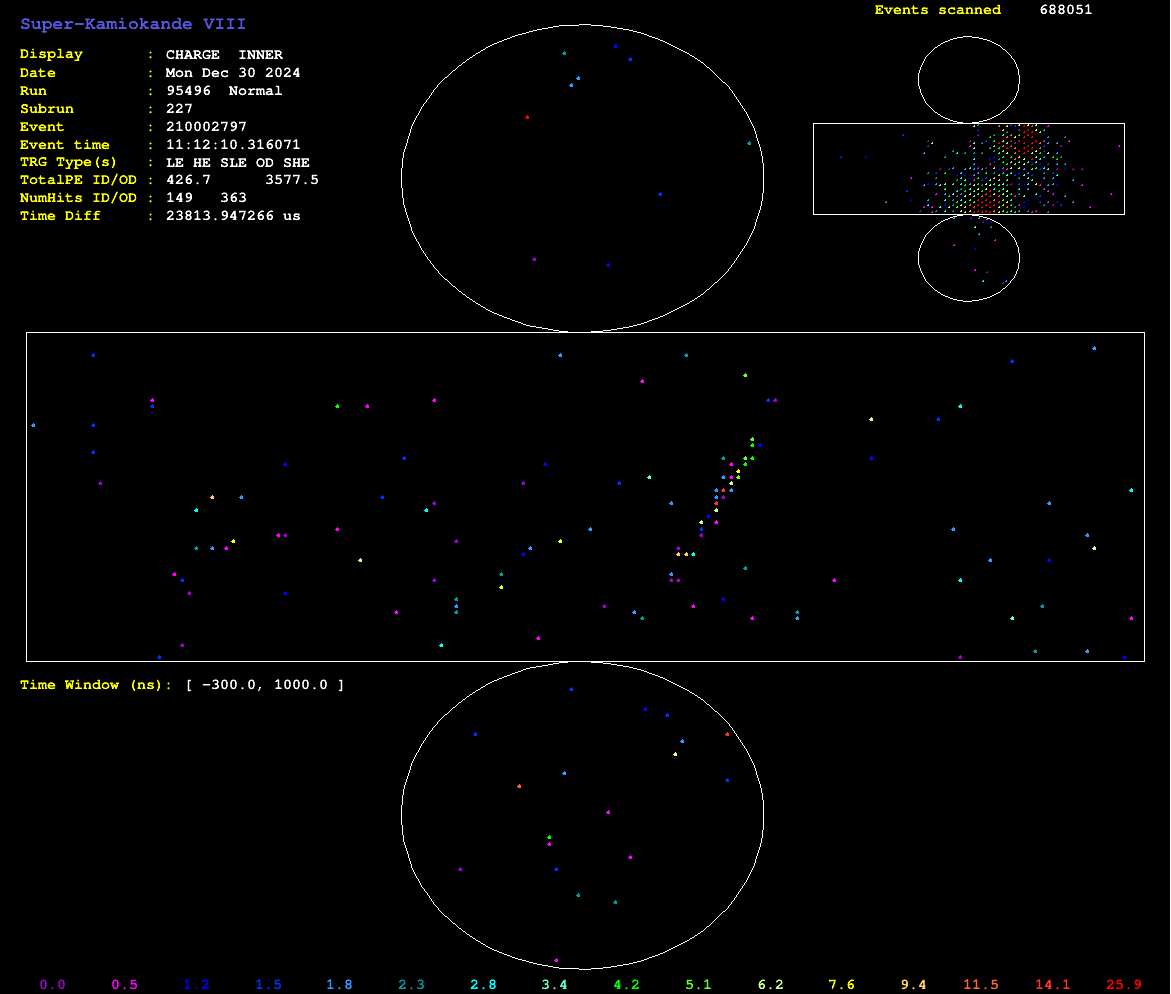 Super-Kamiokande VIII
Events scanned 688051
Display : CHARGE INNER
Date : Mon Dec 30 2024
Run : 95496 Normal
Subrun : 227
Event : 210002797
Event time : 11:12:10.316071
TRG Type(s) : LE HE SLE OD SHE
TotalPE ID/OD : 426.7 3577.5
NumHits ID/OD : 149 363
Time Diff : 23813.947266 us
Time Window (ns): [ −300.0, 1000.0 ]
0.0 0.5 1.2 1.5 1.8 2.3 2.8 3.4 4.2 5.1 6.2 7.6 9.4 11.5 14.1 25.9